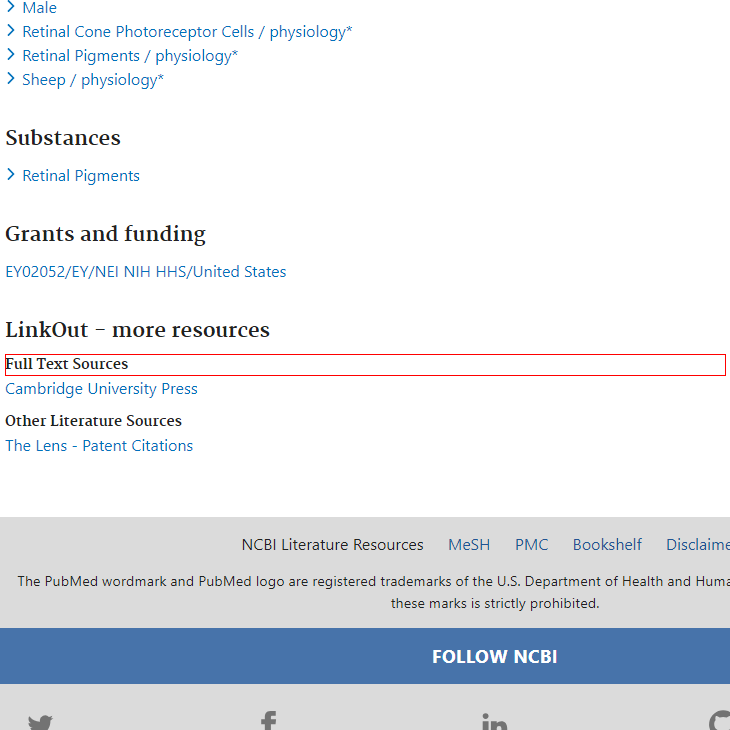 Male
Retinal Cone Photoreceptor Cells / physiology*
Retinal Pigments / physiology*
Sheep / physiology*
Substances
Retinal Pigments
Grants and funding
EY02052/EY/NEI NIH HHS/United States
LinkOut - more resources
Full Text Sources
Cambridge University Press
Other Literature Sources
The Lens - Patent Citations
NCBI Literature Resources MeSH PMC Bookshelf Disclaime
The PubMed wordmark and PubMed logo are registered trademarks of the U.S. Department of Health and Huma
these marks is strictly prohibited.
FOLLOW NCBI